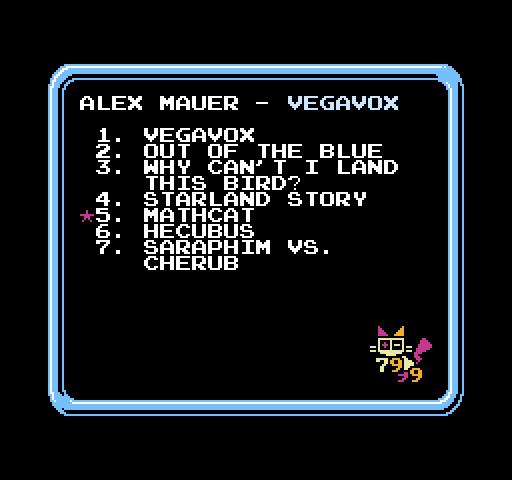 ALEX MAUER - VEGAVOX
1. VEGAVOX
2. OUT OF THE BLUE
3. WHY CAN'T I LAND
THIS BIRD?
4. STARLAND STORY
*5. MATHCAT
6. HECUBUS
7. SARAPHIM VS.
CHERUB
+ -
79
39